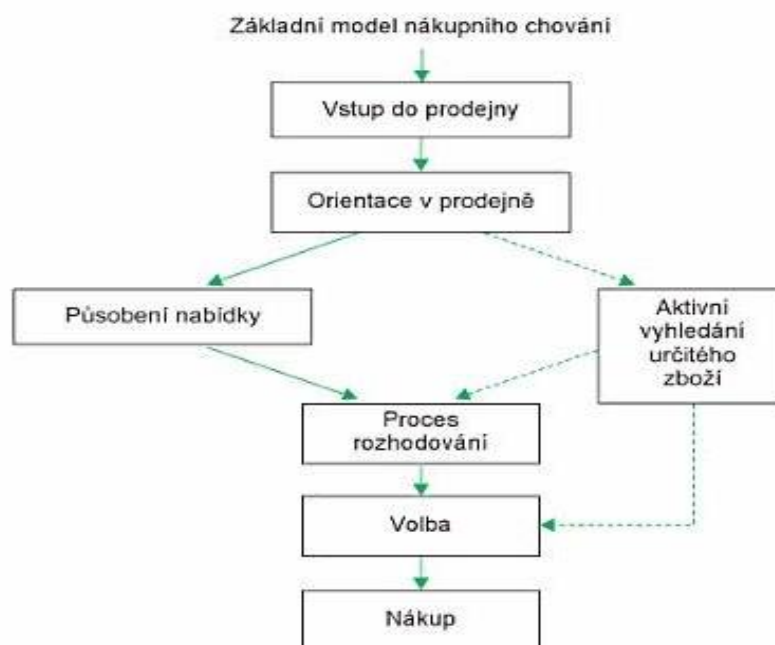 Základní model nákupního chování
Vstup do prodejny
Orientace v prodejně
Působení nabídky
Aktivní
vyhledání
určitého
zboží
Proces
rozhodování
Volba
Nákup